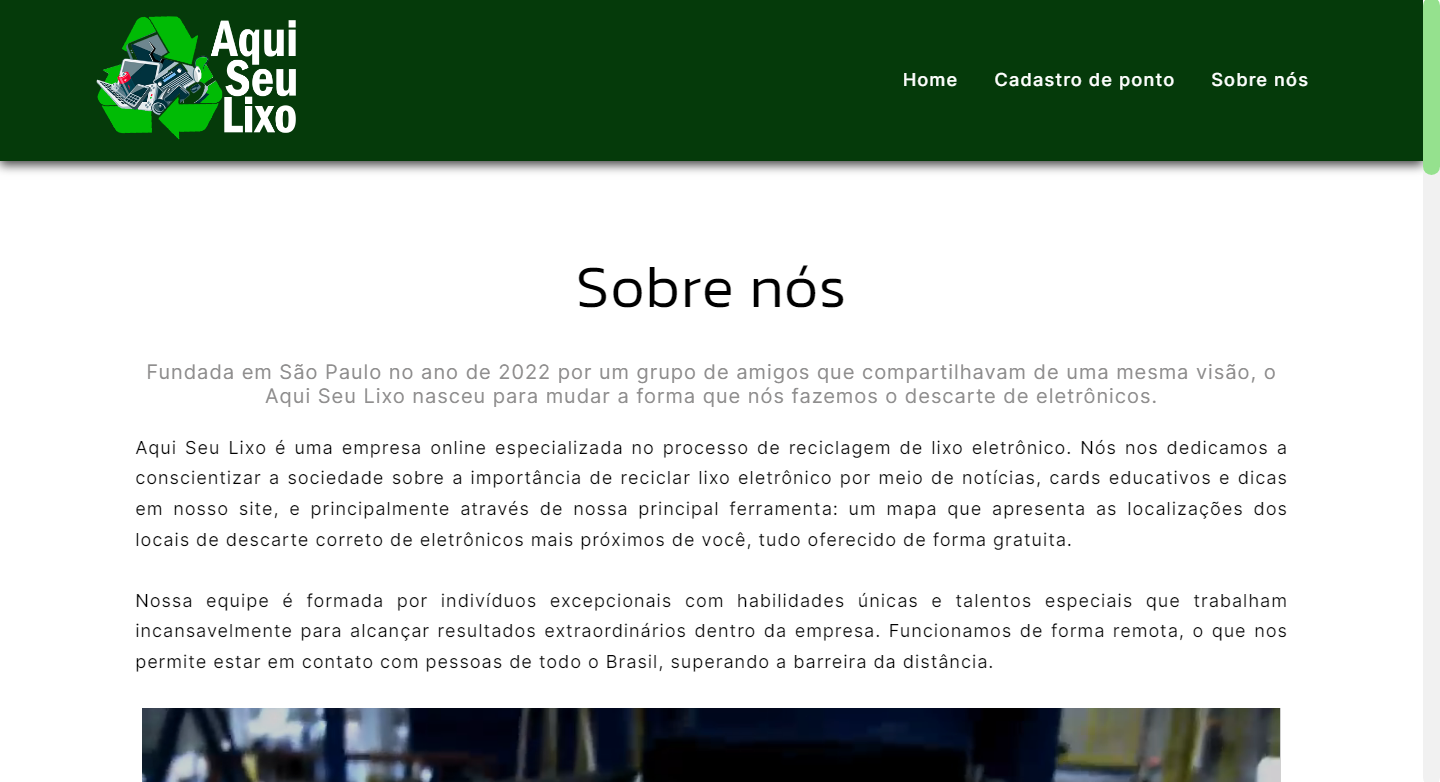 Aqui
Seu
Lixo
Home
Cadastro de ponto
Sobre nós
Sobre nós
Fundada em São Paulo no ano de 2022 por um grupo de amigos que compartilhavam de uma mesma visão, o
Aqui Seu Lixo nasceu para mudar a forma que nós fazemos o descarte de eletrônicos.
Aqui Seu Lixo é uma empresa online especializada no processo de reciclagem de lixo eletrônico. Nós nos dedicamos a
conscientizar a sociedade sobre a importância de reciclar lixo eletrônico por meio de notícias, cards educativos e dicas
em nosso site, e principalmente através de nossa principal ferramenta: um mapa que apresenta as localizações dos
locais de descarte correto de eletrônicos mais próximos de você, tudo oferecido de forma gratuita.
Nossa equipe é formada por indivíduos excepcionais com habilidades únicas e talentos especiais que trabalham
incansavelmente para alcançar resultados extraordinários dentro da empresa. Funcionamos de forma remota, o que nos
permite estar em contato com pessoas de todo o Brasil, superando a barreira da distância.